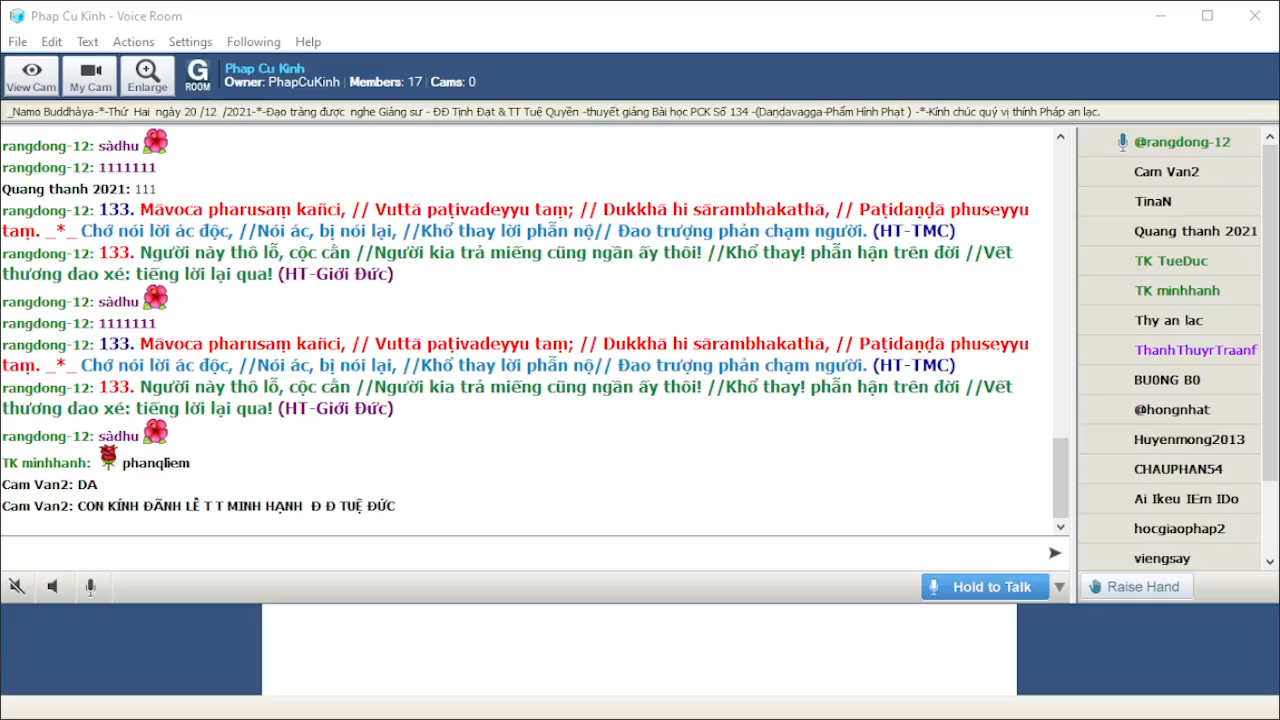 Phap Cu Kinh - Voice Room
File Edit Text Actions Settings Following Help
View Cam My Cam Enlarge G ROOM
Phap Cu Kinh
Owner: PhapCuKinh | Members: 17 | Cams: 0
_Namo Buddhàya-*-Thứ Hai ngày 20 /12 /2021-*-Đạo tràng được nghe Giảng sư - ĐĐ Tịnh Đạt & TT Tuệ Quyền -thuyết giảng Bài học PCK Số 134 -(Daṇḍavagga-Phẩm Hình Phạt ) -*-Kính chúc quý vị thính Pháp an lạc.
rangdong-12: sàdhu
rangdong-12: 1111111
Quang thanh 2021: 111
rangdong-12: 133. Māvoca pharusaṃ kañci, // Vuttā paṭivadeyyu taṃ; // Dukkhā hi sārambhakathā, // Paṭidaṇḍā phuseyyu
taṃ. _*_ Chớ nói lời ác độc, //Nói ác, bị nói lại, //Khổ thay lời phẫn nộ// Đao trượng phản chạm người. (HT-TMC)
rangdong-12: 133. Người này thô lỗ, cộc cằn //Người kia trả miếng cũng ngần ấy thôi! //Khổ thay! phẫn hận trên đời //Vết
thương dao xé: tiếng lời lại qua! (HT-Giới Đức)
rangdong-12: sàdhu
rangdong-12: 1111111
rangdong-12: 133. Māvoca pharusaṃ kañci, // Vuttā paṭivadeyyu taṃ; // Dukkhā hi sārambhakathā, // Paṭidaṇḍā phuseyyu
taṃ. _*_ Chớ nói lời ác độc, //Nói ác, bị nói lại, //Khổ thay lời phẫn nộ// Đao trượng phản chạm người. (HT-TMC)
rangdong-12: 133. Người này thô lỗ, cộc cằn //Người kia trả miếng cũng ngần ấy thôi! //Khổ thay! phẫn hận trên đời //Vết
thương dao xé: tiếng lời lại qua! (HT-Giới Đức)
rangdong-12: sàdhu
TK minhhanh: phanqliem
Cam Van2: DA
Cam Van2: CON KÍNH ĐÃNH LỄ T T MINH HẠNH Đ Đ TUỆ ĐỨC
Hold to Talk
@rangdong-12
Cam Van2
TinaN
Quang thanh 2021
TK TueDuc
TK minhhanh
Thy an lac
ThanhThuyrTraanf
BU0NG B0
@hongnhat
Huyenmong2013
CHAUPHAN54
Ai Ikeu IEm IDo
hocgiaophap2
viengsay
Raise Hand